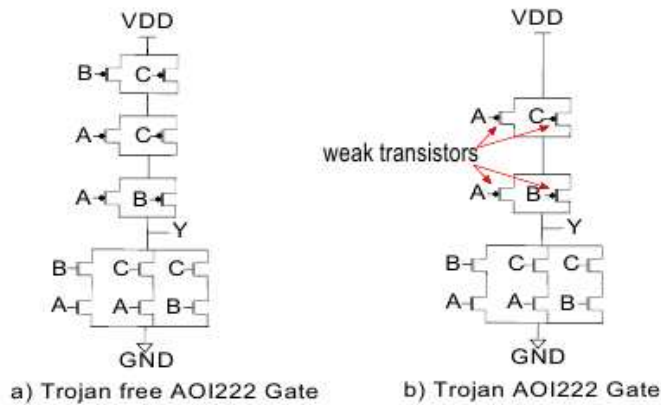 VDD
B C
A C
A B
Y
B C C
A A B
GND
a) Trojan free AOI222 Gate
VDD
A C
weak transistors
A B
Y
B C C
A A B
GND
b) Trojan AOI222 Gate